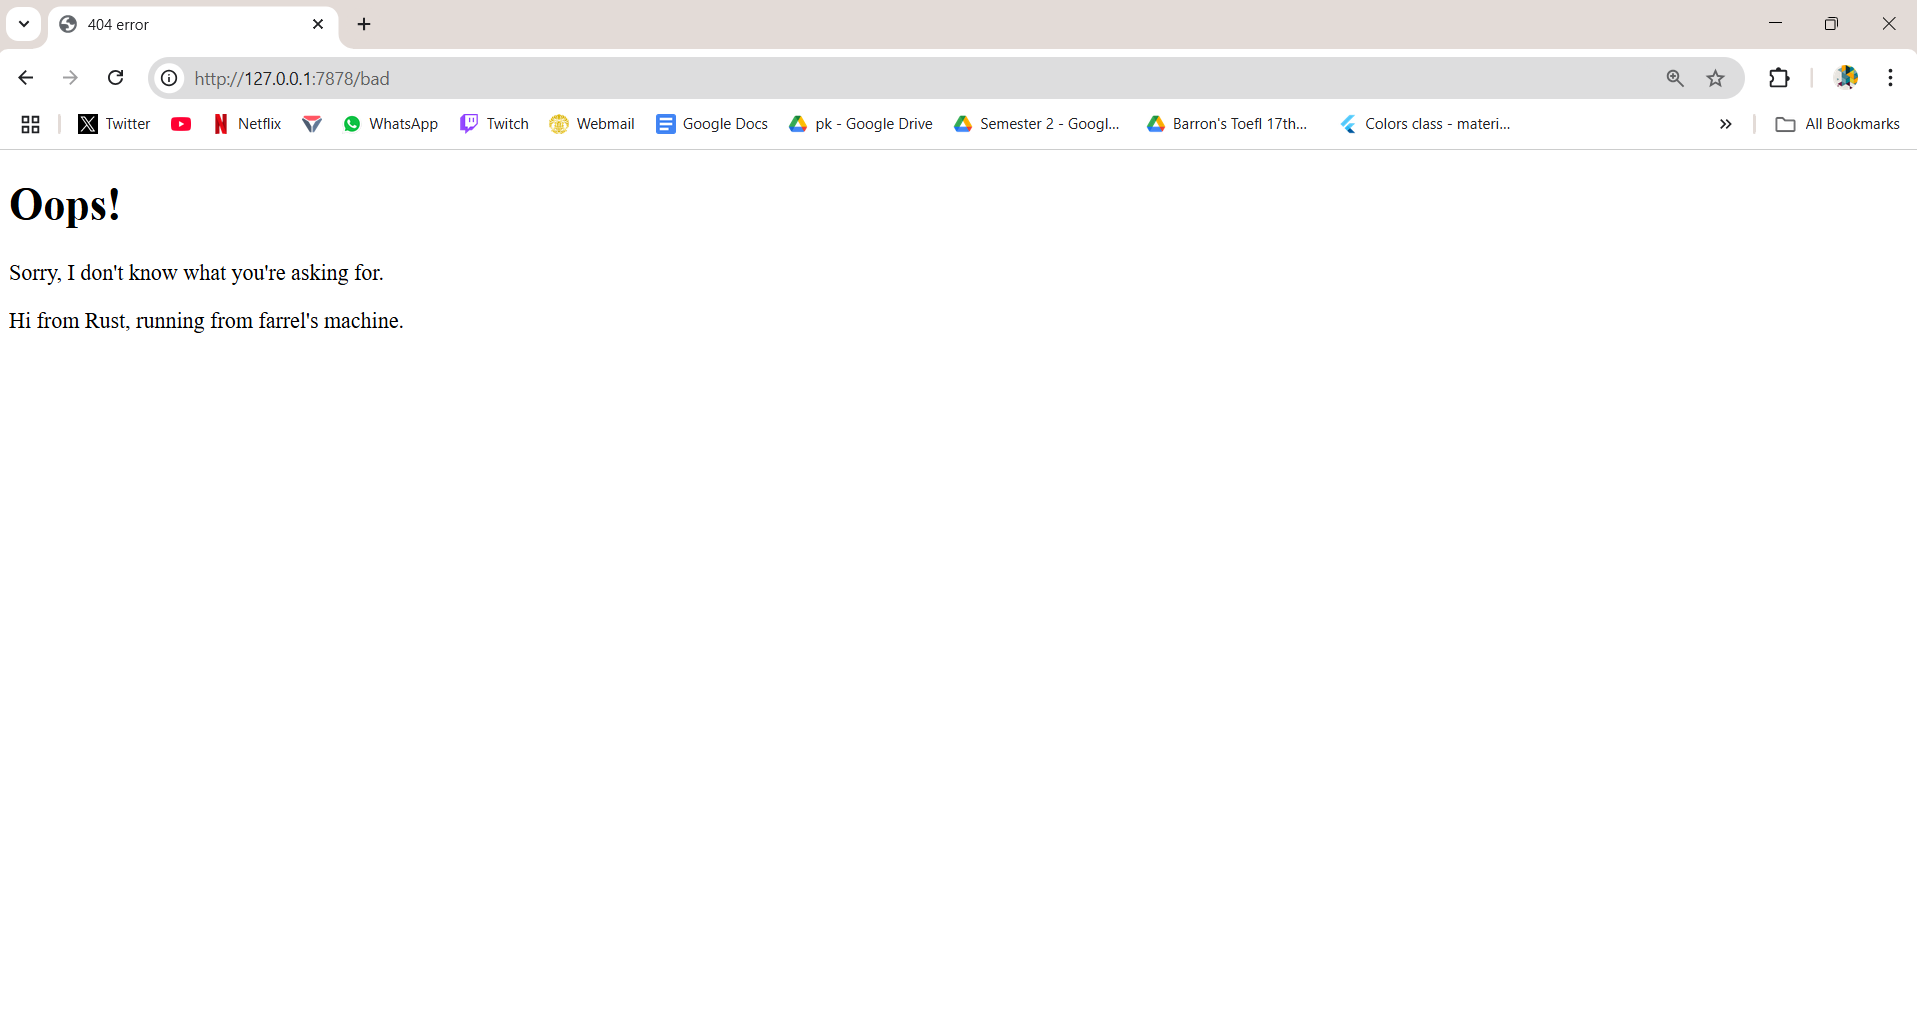 404 error
http://127.0.0.1:7878/bad
Twitter Netflix WhatsApp Twitch Webmail Google Docs pk - Google Drive Semester 2 - Googl... Barron's Toefl 17th... Colors class - materi... All Bookmarks
Oops!
Sorry, I don't know what you're asking for.
Hi from Rust, running from farrel's machine.